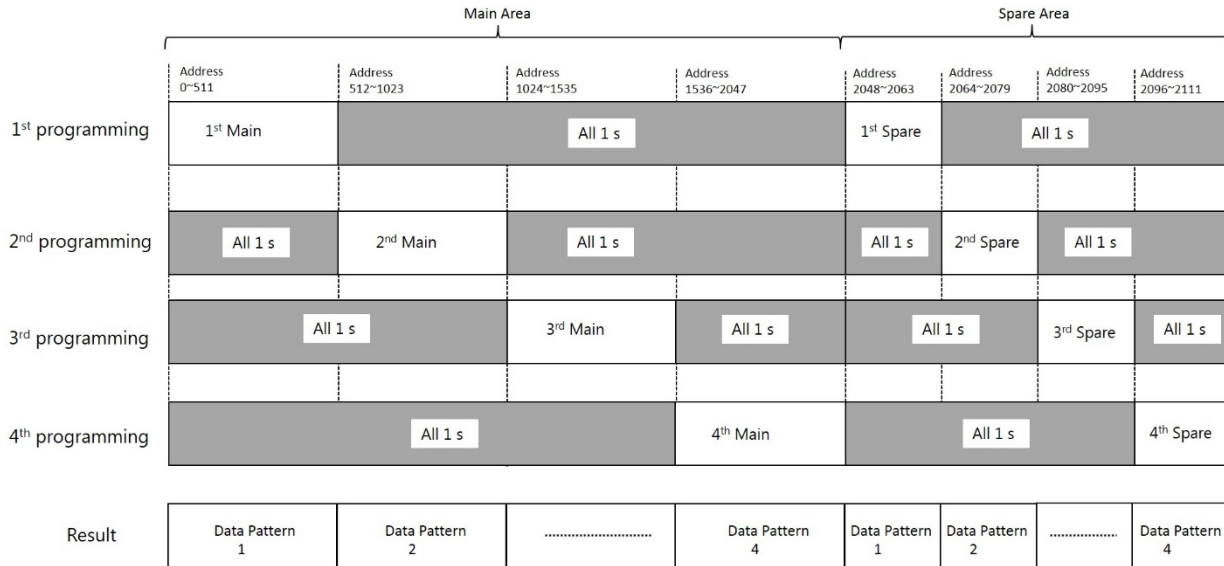 Main Area
Spare Area
Address
0~511
Address
512~1023
Address
1024~1535
Address
1536~2047
Address
2048~2063
Address
2064~2079
Address
2080~2095
Address
2096~2111
1st programming
1st Main
All 1 s
1st Spare
All 1 s
2nd programming
All 1 s
2nd Main
All 1 s
All 1 s
2nd Spare
All 1 s
3rd programming
All 1 s
3rd Main
All 1 s
All 1 s
3rd Spare
All 1 s
4th programming
All 1 s
4th Main
All 1 s
4th Spare
Result
Data Pattern
1
Data Pattern
2
............................
Data Pattern
4
Data Pattern
1
Data Pattern
2
....................
Data Pattern
4